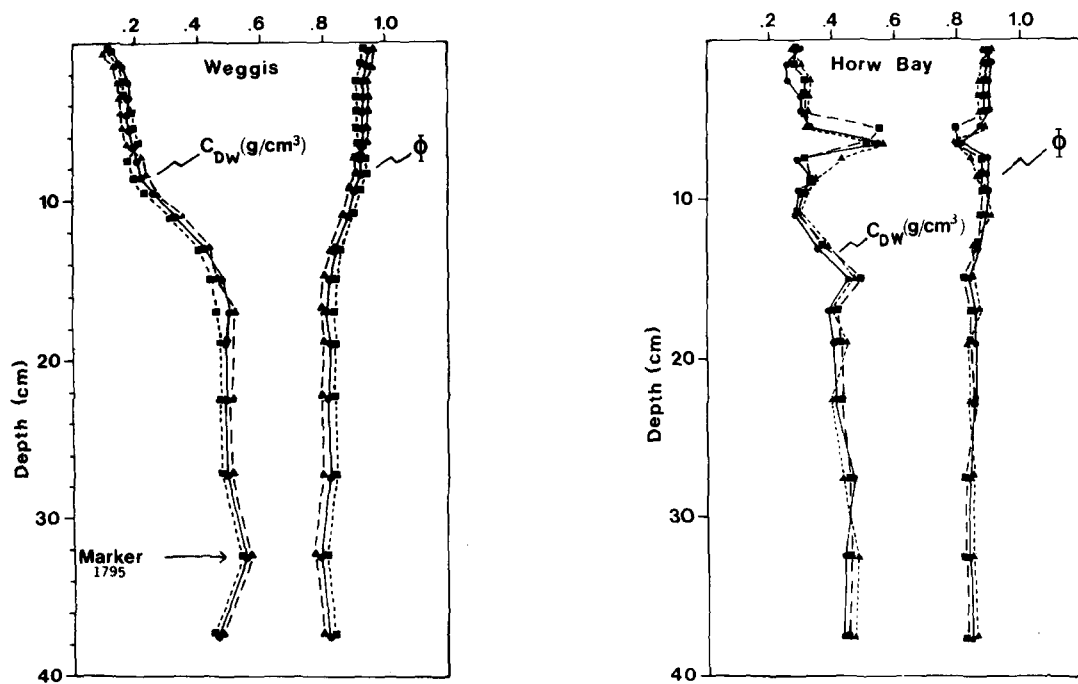 .2 .4 .6 .8 1.0
Weggis
C_DW (g/cm³)
Φ
10
20
30
40
Depth (cm)
Marker
1795
.2 .4 .6 .8 1.0
Horw Bay
Φ
C_DW (g/cm³)
10
20
30
40
Depth (cm)